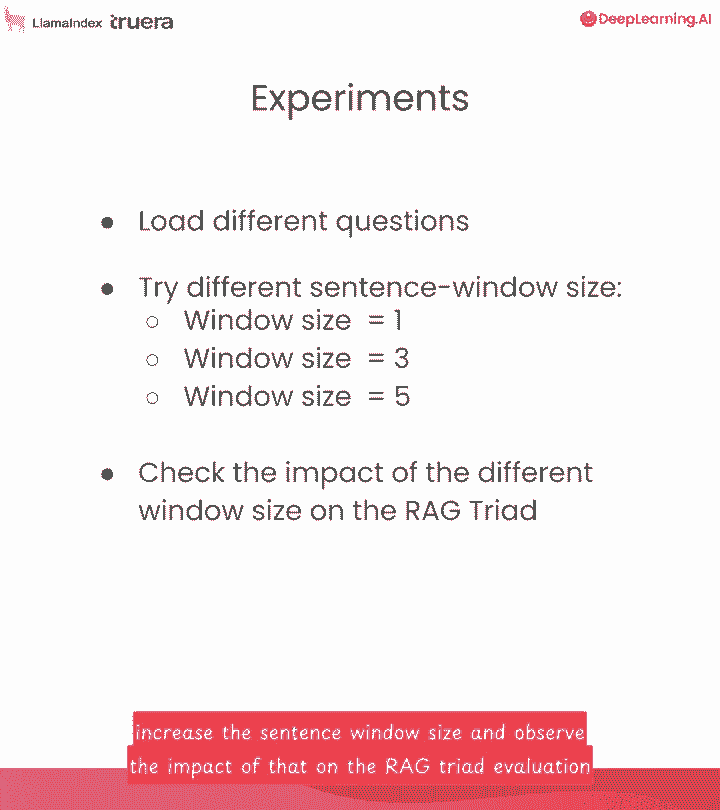 LlamaIndex truera DeepLearning.AI
Experiments
● Load different questions
● Try different sentence-window size:
○ Window size = 1
○ Window size = 3
○ Window size = 5
● Check the impact of the different
window size on the RAG Triad
increase the sentence window size and observe
the impact of that on the RAG triad evaluation